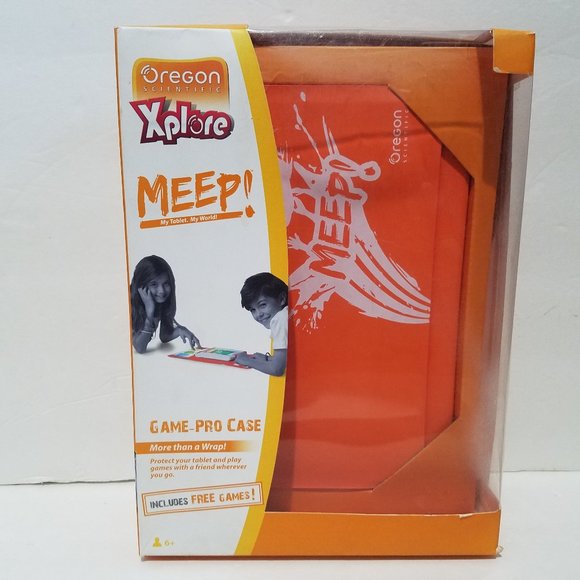 Oregon
SCIENTIFIC
Xplore
MEEP!
My Tablet. My World!
GAME-PRO CASE
More than a Wrap!
Protect your tablet and play
games with a friend wherever
you go.
INCLUDES FREE GAMES!
6+
MEEP!
Oregon
SCIENTIFIC